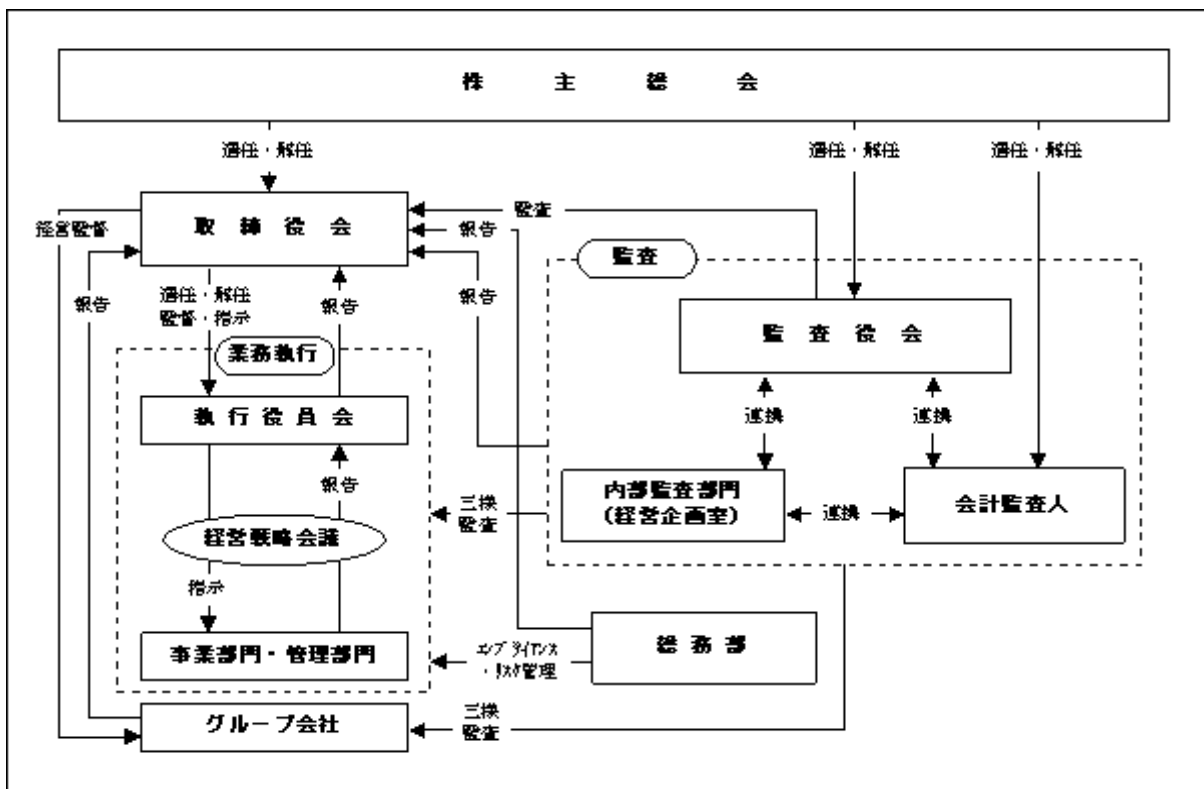 株主総会
選任・解任
選任・解任
選任・解任
取締役会
監査
経営監督
報告
監査
報告
報告
選任・解任
監督・指示
報告
監査役会
業務執行
執行役員会
連携
連携
報告
内部監査部門
(経営企画室)
会計監査人
三様
監査
連携
経営戦略会議
指示
総務部
事業部門・管理部門
コンプライアンス
・リスク管理
グループ会社
三様
監査